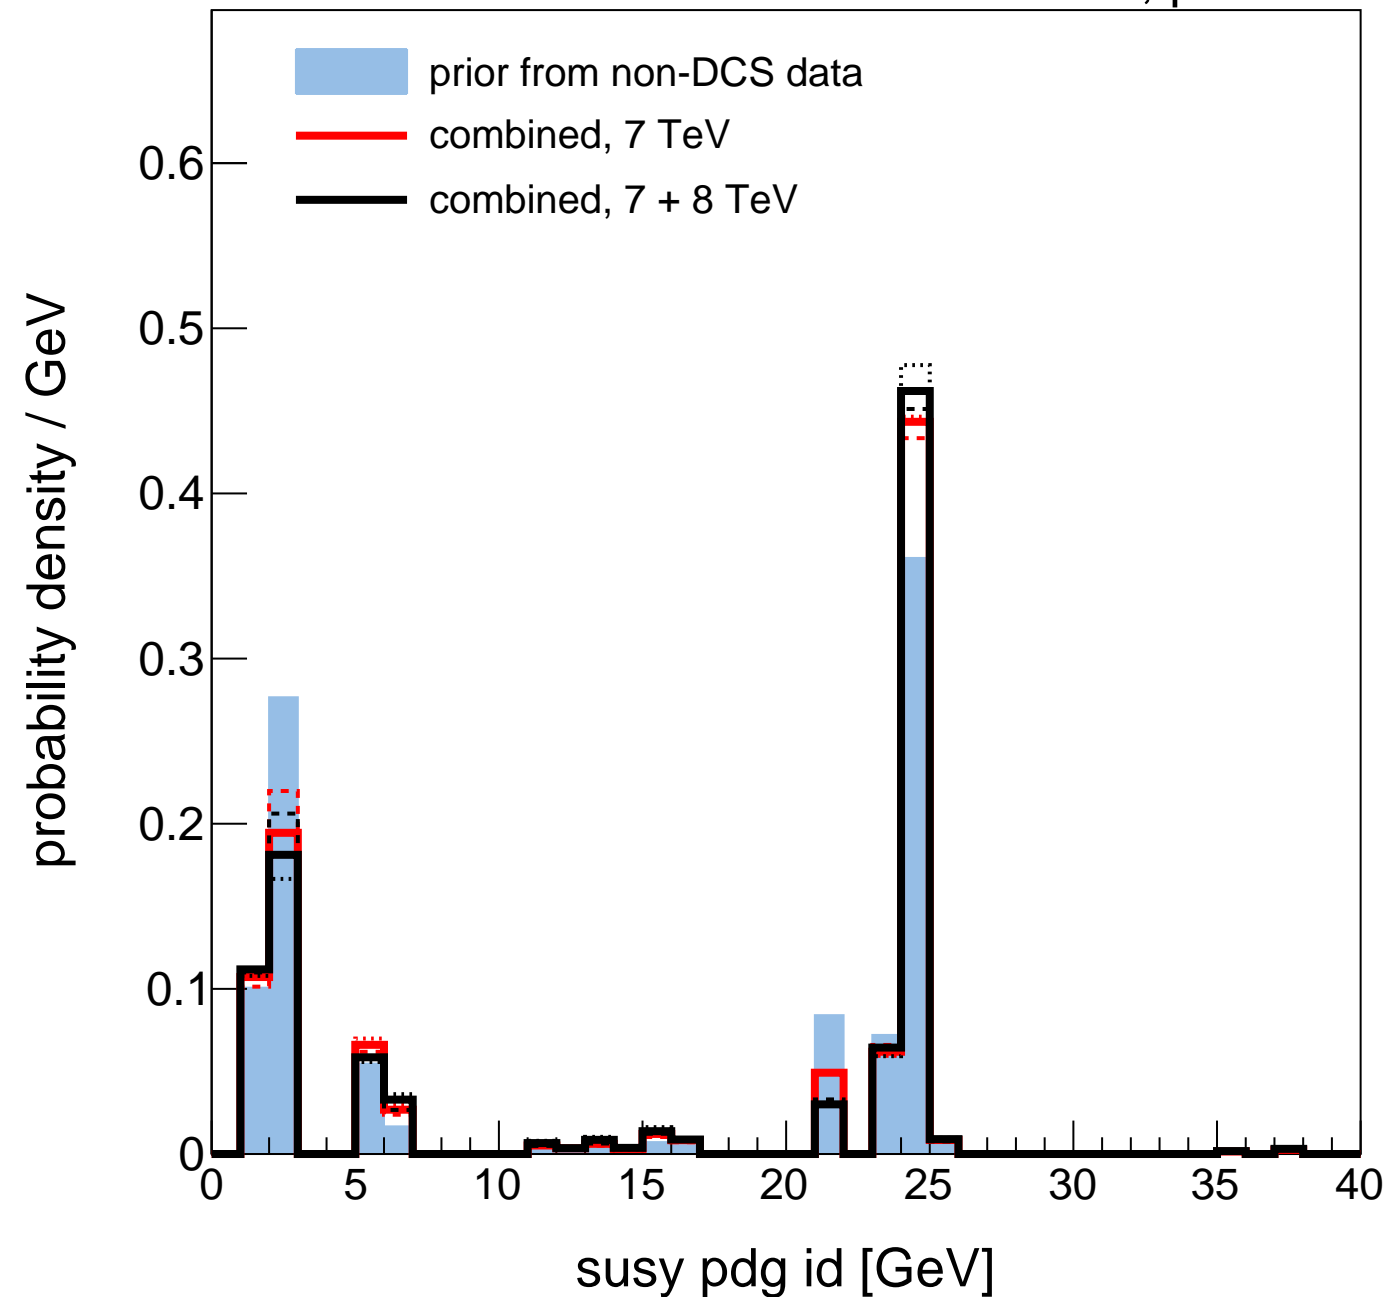 prior from non-DCS data
combined, 7 TeV
combined, 7 + 8 TeV
probability density / GeV
0.6
0.5
0.4
0.3
0.2
0.1
0
0 5 10 15 20 25 30 35 40
susy pdg id [GeV]